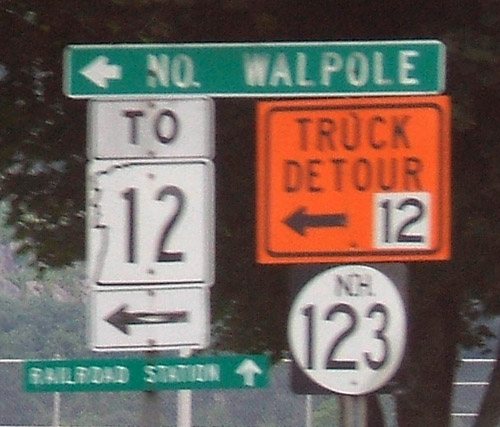 NO. WALPOLE
TO
12
TRUCK
DETOUR
12
N.H.
123
RAILROAD STATION